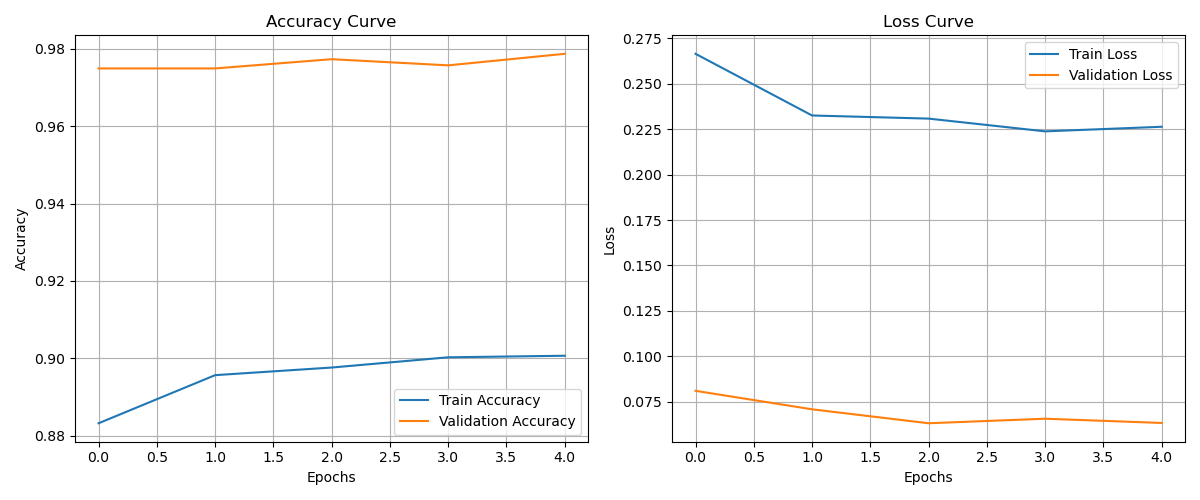 Accuracy Curve
0.98
0.96
0.94
0.92
0.90
0.88
Accuracy
0.0 0.5 1.0 1.5 2.0 2.5 3.0 3.5 4.0
Epochs
Train Accuracy
Validation Accuracy
Loss Curve
0.275
0.250
0.225
0.200
0.175
0.150
0.125
0.100
0.075
Loss
0.0 0.5 1.0 1.5 2.0 2.5 3.0 3.5 4.0
Epochs
Train Loss
Validation Loss